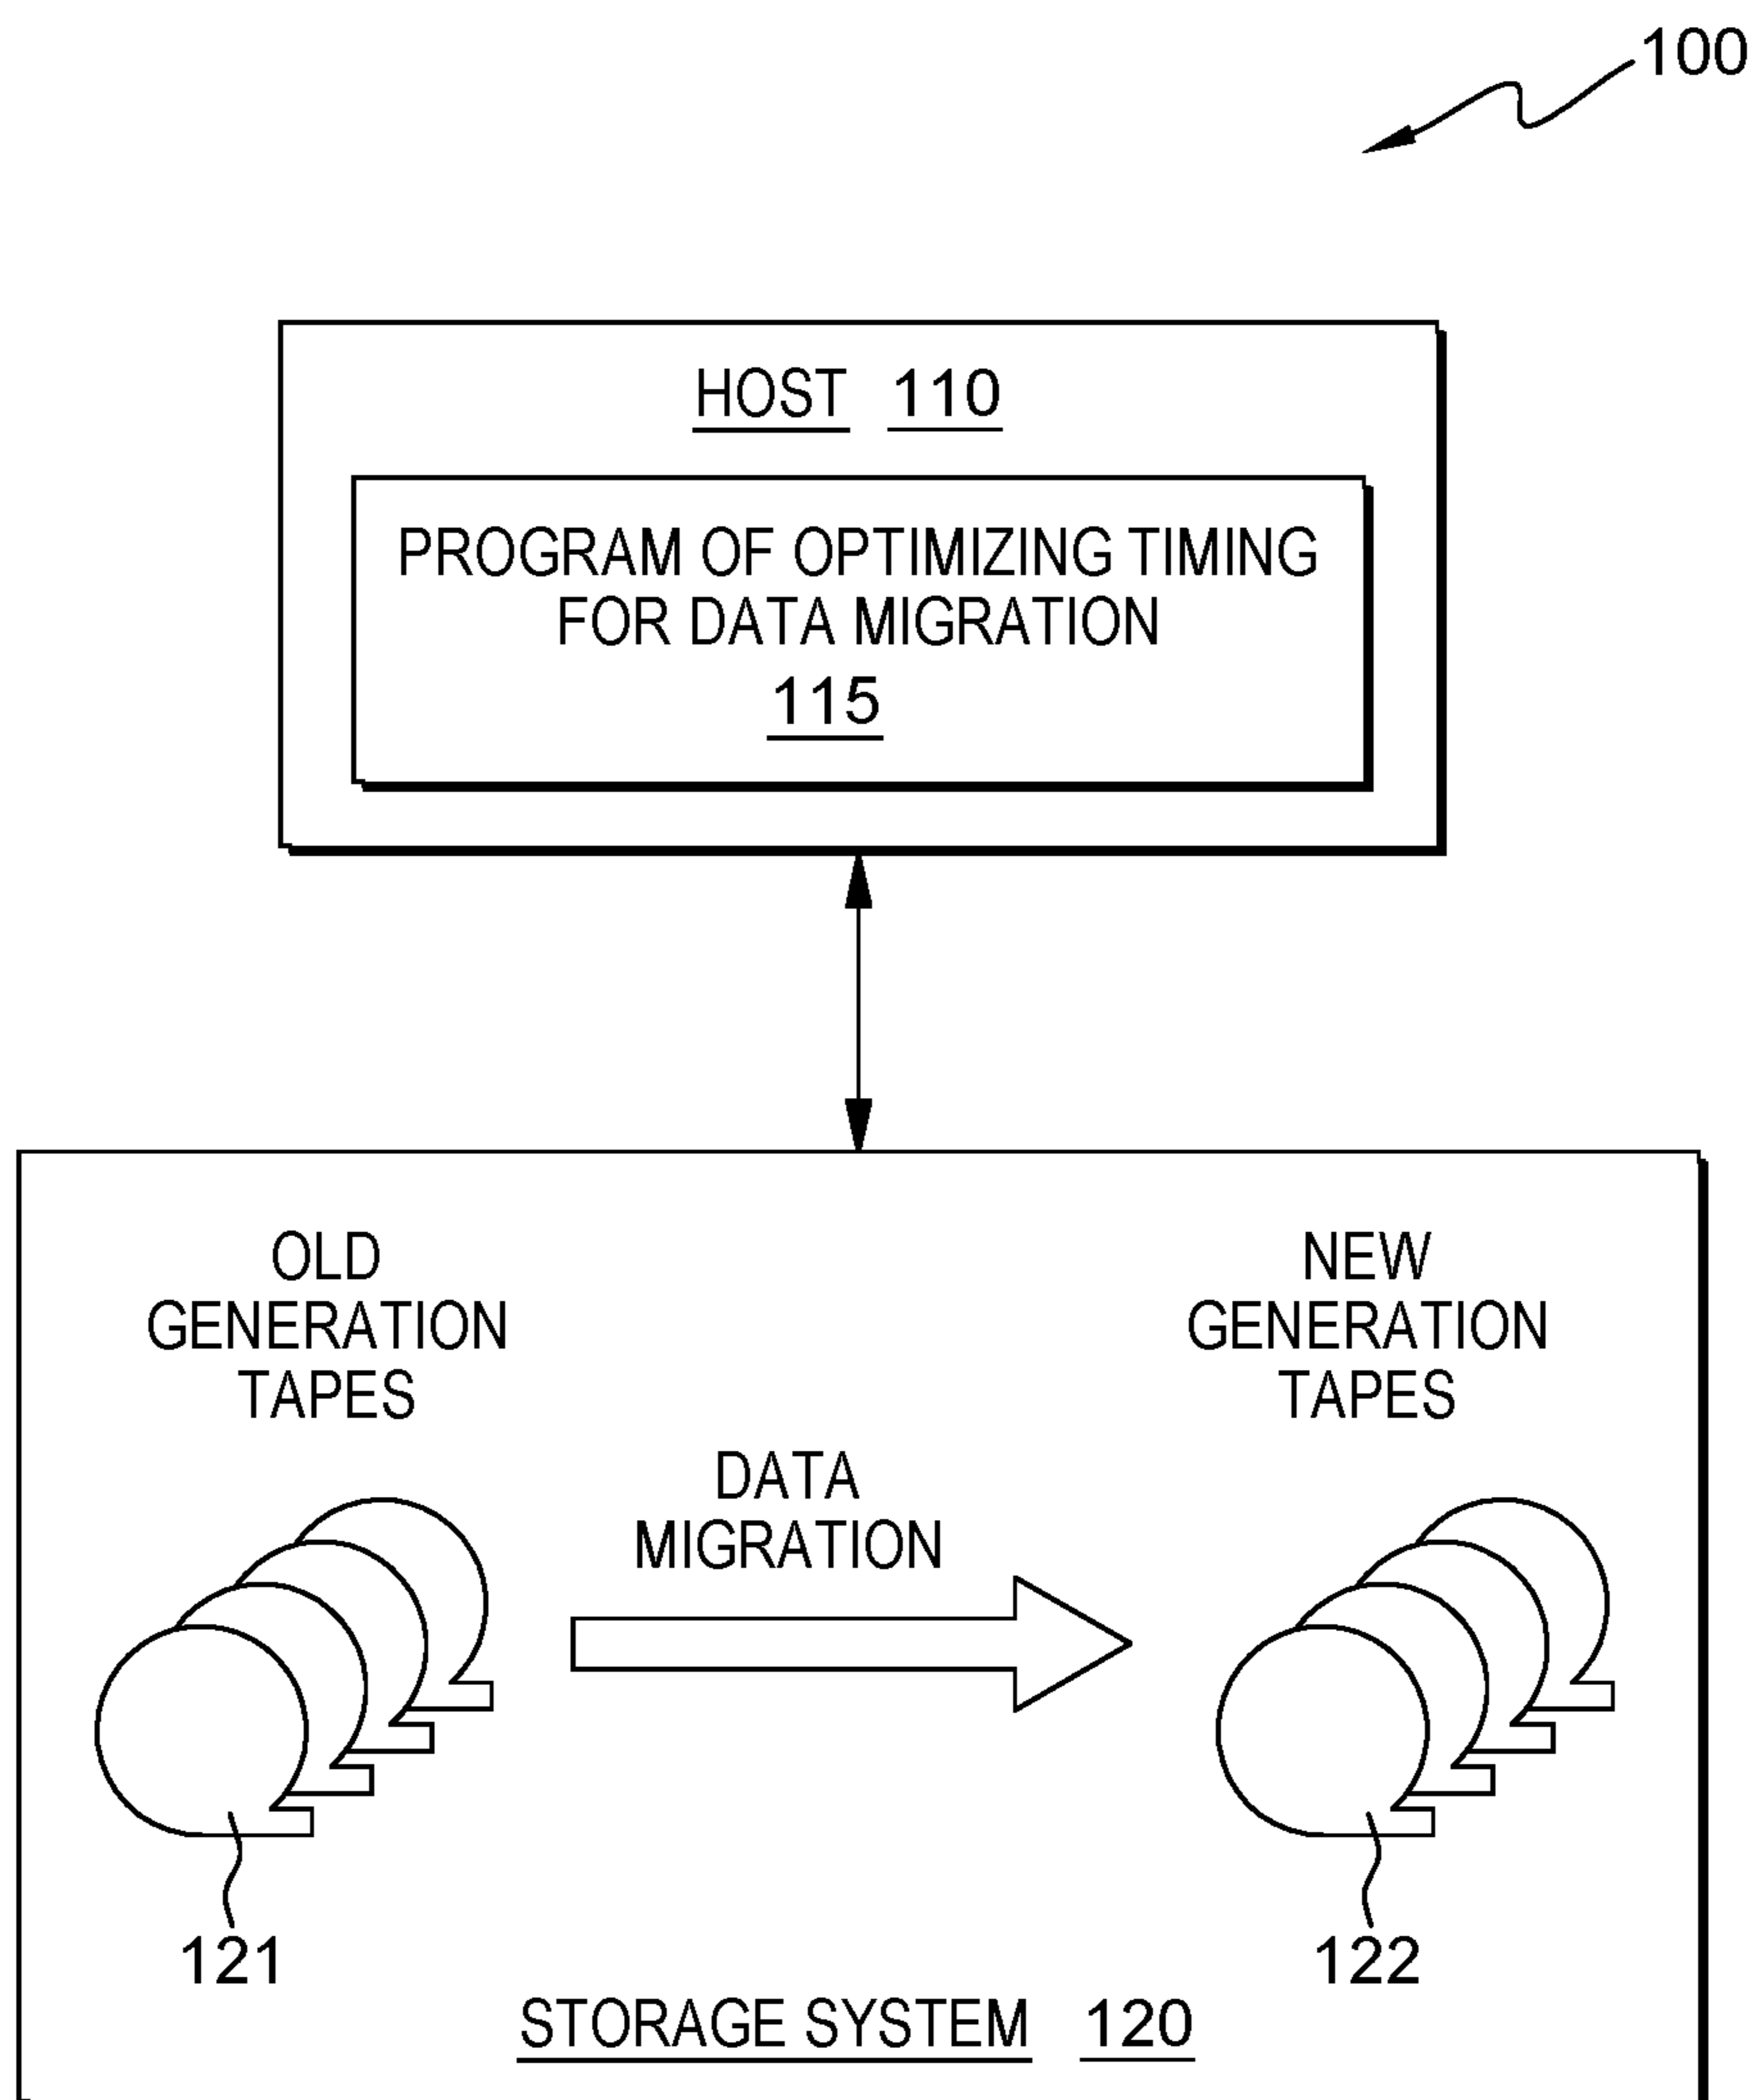 100
HOST 110
PROGRAM OF OPTIMIZING TIMING
FOR DATA MIGRATION
115
OLD
GENERATION
TAPES
NEW
GENERATION
TAPES
DATA
MIGRATION
121
122
STORAGE SYSTEM 120